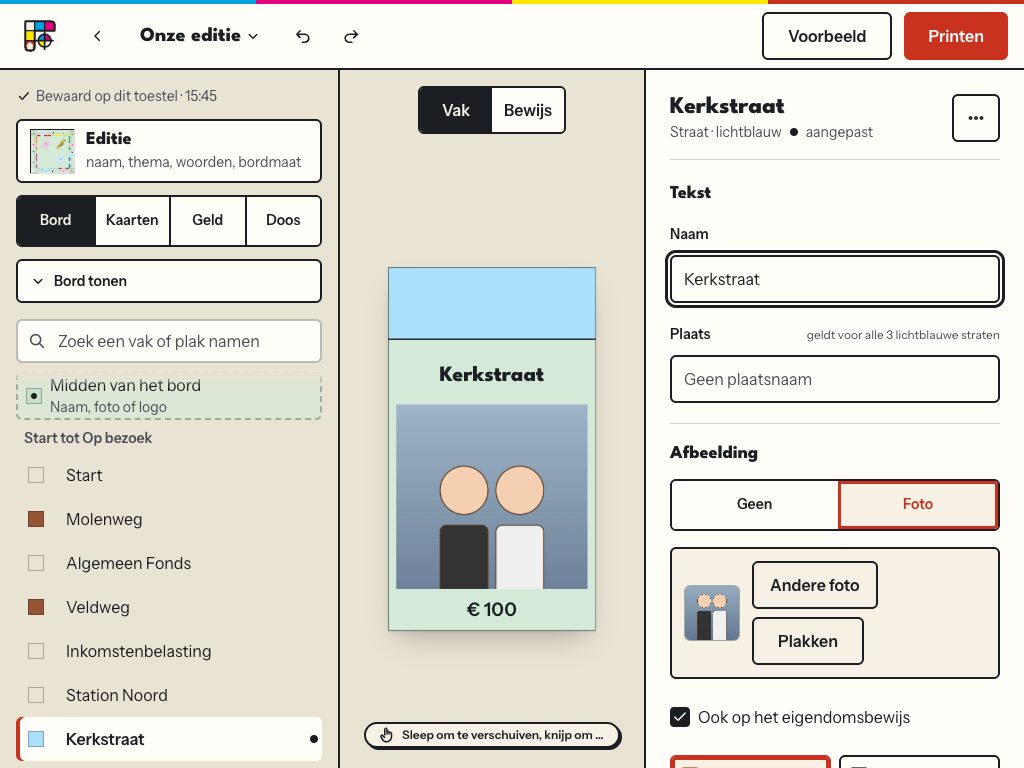 Onze editie
Voorbeeld
Printen
Bewaard op dit toestel · 15:45
Editie
naam, thema, woorden, bordmaat
Bord
Kaarten
Geld
Doos
Bord tonen
Zoek een vak of plak namen
Midden van het bord
Naam, foto of logo
Start tot Op bezoek
Start
Molenweg
Algemeen Fonds
Veldweg
Inkomstenbelasting
Station Noord
Kerkstraat
Vak
Bewijs
Kerkstraat
€ 100
Sleep om te verschuiven, knijp om ...
Kerkstraat
Straat · lichtblauw ● aangepast
Tekst
Naam
Kerkstraat
Plaats
geldt voor alle 3 lichtblauwe straten
Geen plaatsnaam
Afbeelding
Geen
Foto
Andere foto
Plakken
Ook op het eigendomsbewijs